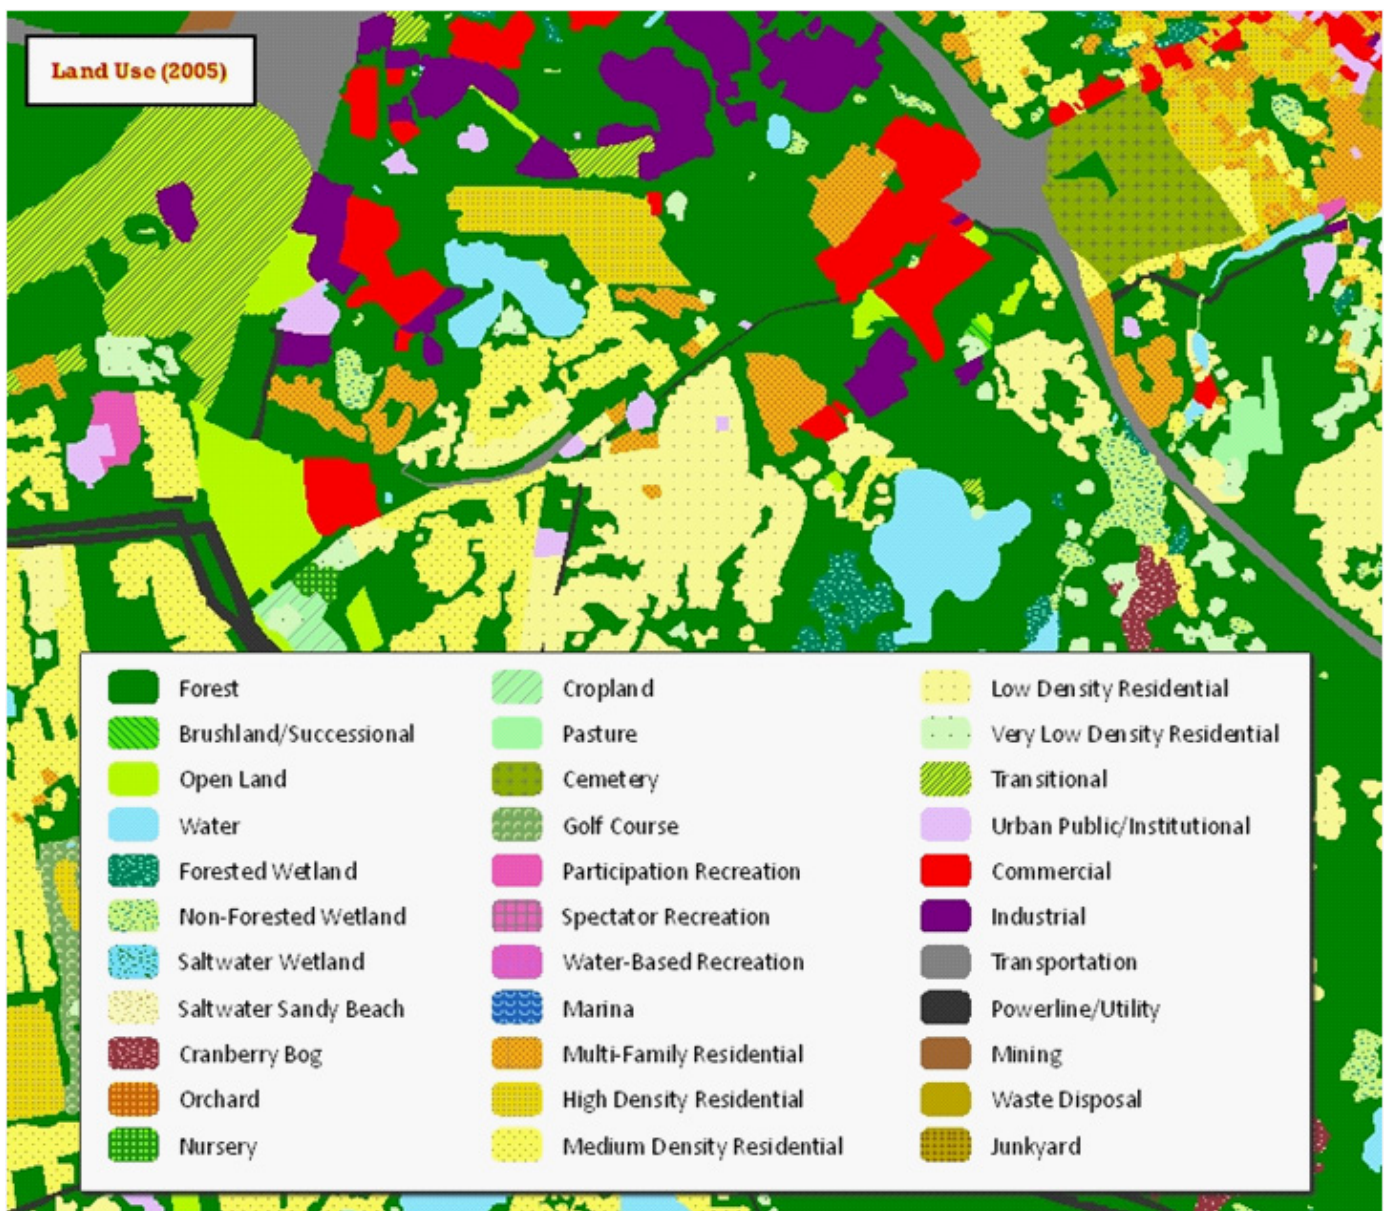 Land Use (2005)
Forest
Brushland/Successional
Open Land
Water
Forested Wetland
Non-Forested Wetland
Saltwater Wetland
Saltwater Sandy Beach
Cranberry Bog
Orchard
Nursery
Cropland
Pasture
Cemetery
Golf Course
Participation Recreation
Spectator Recreation
Water-Based Recreation
Marina
Multi-Family Residential
High Density Residential
Medium Density Residential
Low Density Residential
Very Low Density Residential
Transitional
Urban Public/Institutional
Commercial
Industrial
Transportation
Powerline/Utility
Mining
Waste Disposal
Junkyard